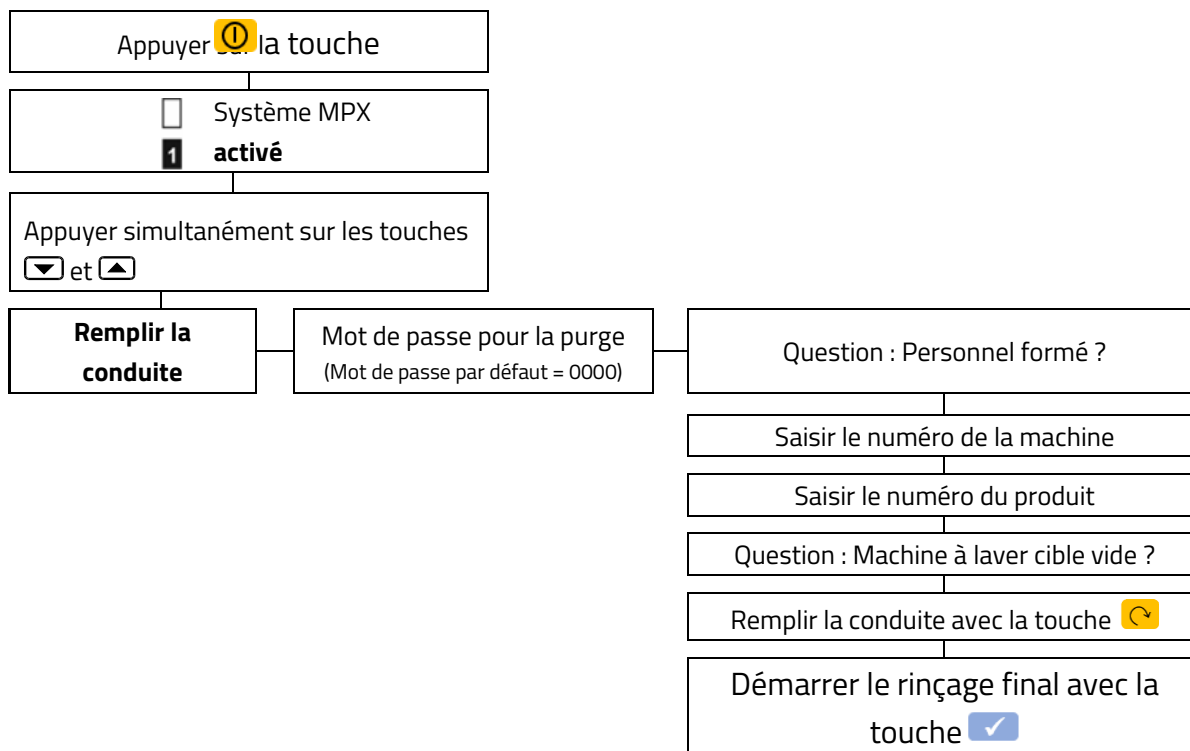 Appuyer sur la touche
Système MPX
1 activé
Appuyer simultanément sur les touches
et
Remplir la
conduite
Mot de passe pour la purge
(Mot de passe par défaut = 0000)
Question : Personnel formé ?
Saisir le numéro de la machine
Saisir le numéro du produit
Question : Machine à laver cible vide ?
Remplir la conduite avec la touche
Démarrer le rinçage final avec la
touche